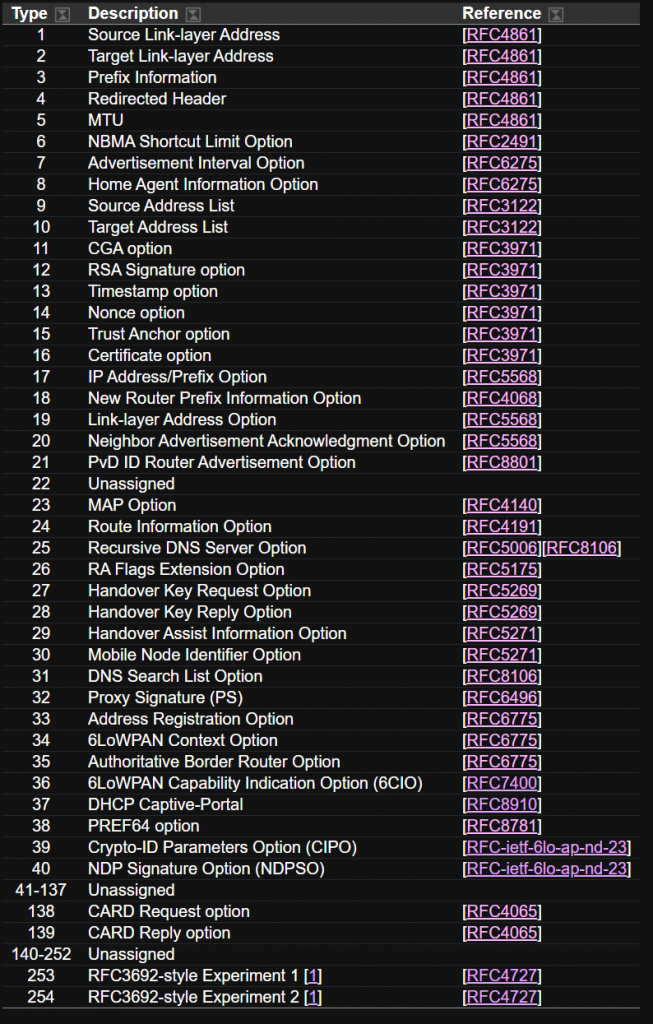 Type Description Reference
1 Source Link-layer Address [RFC4861]
2 Target Link-layer Address [RFC4861]
3 Prefix Information [RFC4861]
4 Redirected Header [RFC4861]
5 MTU [RFC4861]
6 NBMA Shortcut Limit Option [RFC2491]
7 Advertisement Interval Option [RFC6275]
8 Home Agent Information Option [RFC6275]
9 Source Address List [RFC3122]
10 Target Address List [RFC3122]
11 CGA option [RFC3971]
12 RSA Signature option [RFC3971]
13 Timestamp option [RFC3971]
14 Nonce option [RFC3971]
15 Trust Anchor option [RFC3971]
16 Certificate option [RFC3971]
17 IP Address/Prefix Option [RFC5568]
18 New Router Prefix Information Option [RFC4068]
19 Link-layer Address Option [RFC5568]
20 Neighbor Advertisement Acknowledgment Option [RFC5568]
21 PvD ID Router Advertisement Option [RFC8801]
22 Unassigned
23 MAP Option [RFC4140]
24 Route Information Option [RFC4191]
25 Recursive DNS Server Option [RFC5006][RFC8106]
26 RA Flags Extension Option [RFC5175]
27 Handover Key Request Option [RFC5269]
28 Handover Key Reply Option [RFC5269]
29 Handover Assist Information Option [RFC5271]
30 Mobile Node Identifier Option [RFC5271]
31 DNS Search List Option [RFC8106]
32 Proxy Signature (PS) [RFC6496]
33 Address Registration Option [RFC6775]
34 6LoWPAN Context Option [RFC6775]
35 Authoritative Border Router Option [RFC6775]
36 6LoWPAN Capability Indication Option (6CIO) [RFC7400]
37 DHCP Captive-Portal [RFC8910]
38 PREF64 option [RFC8781]
39 Crypto-ID Parameters Option (CIPO) [RFC-ietf-6lo-ap-nd-23]
40 NDP Signature Option (NDPSO) [RFC-ietf-6lo-ap-nd-23]
41-137 Unassigned
138 CARD Request option [RFC4065]
139 CARD Reply option [RFC4065]
140-252 Unassigned
253 RFC3692-style Experiment 1 [1] [RFC4727]
254 RFC3692-style Experiment 2 [1] [RFC4727]